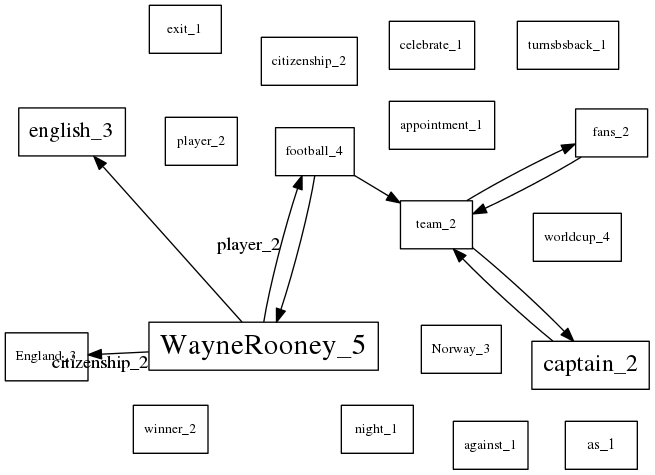 exit_1
celebrate_1
turnsbsback_1
citizenship_2
english_3
player_2
football_4
appointment_1
fans_2
team_2
worldcup_4
player_2
WayneRooney_5
England_3
citizenship_2
Norway_3
captain_2
winner_2
night_1
against_1
as_1